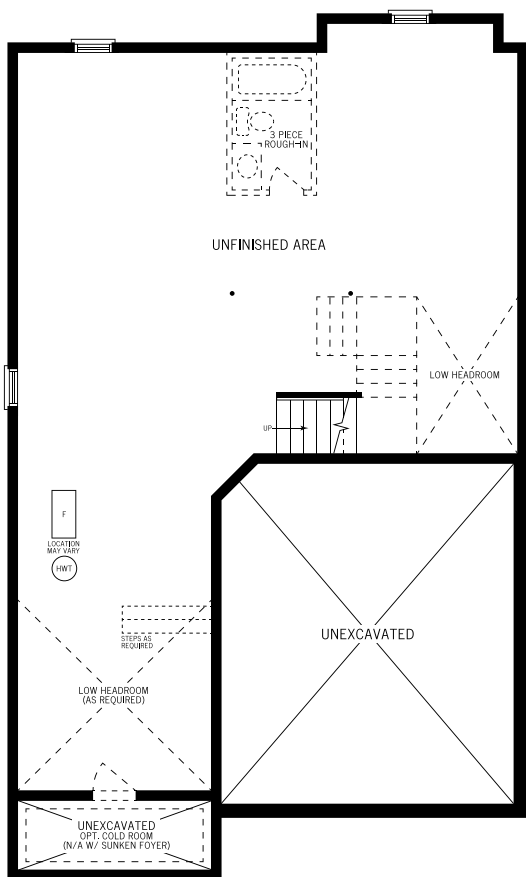 3 PIECE
ROUGH-IN
UNFINISHED AREA
LOW HEADROOM
UP
F
LOCATION
MAY VARY
HWT
STEPS AS
REQUIRED
UNEXCAVATED
LOW HEADROOM
(AS REQUIRED)
UNEXCAVATED
OPT. COLD ROOM
(N/A W/ SUNKEN FOYER)